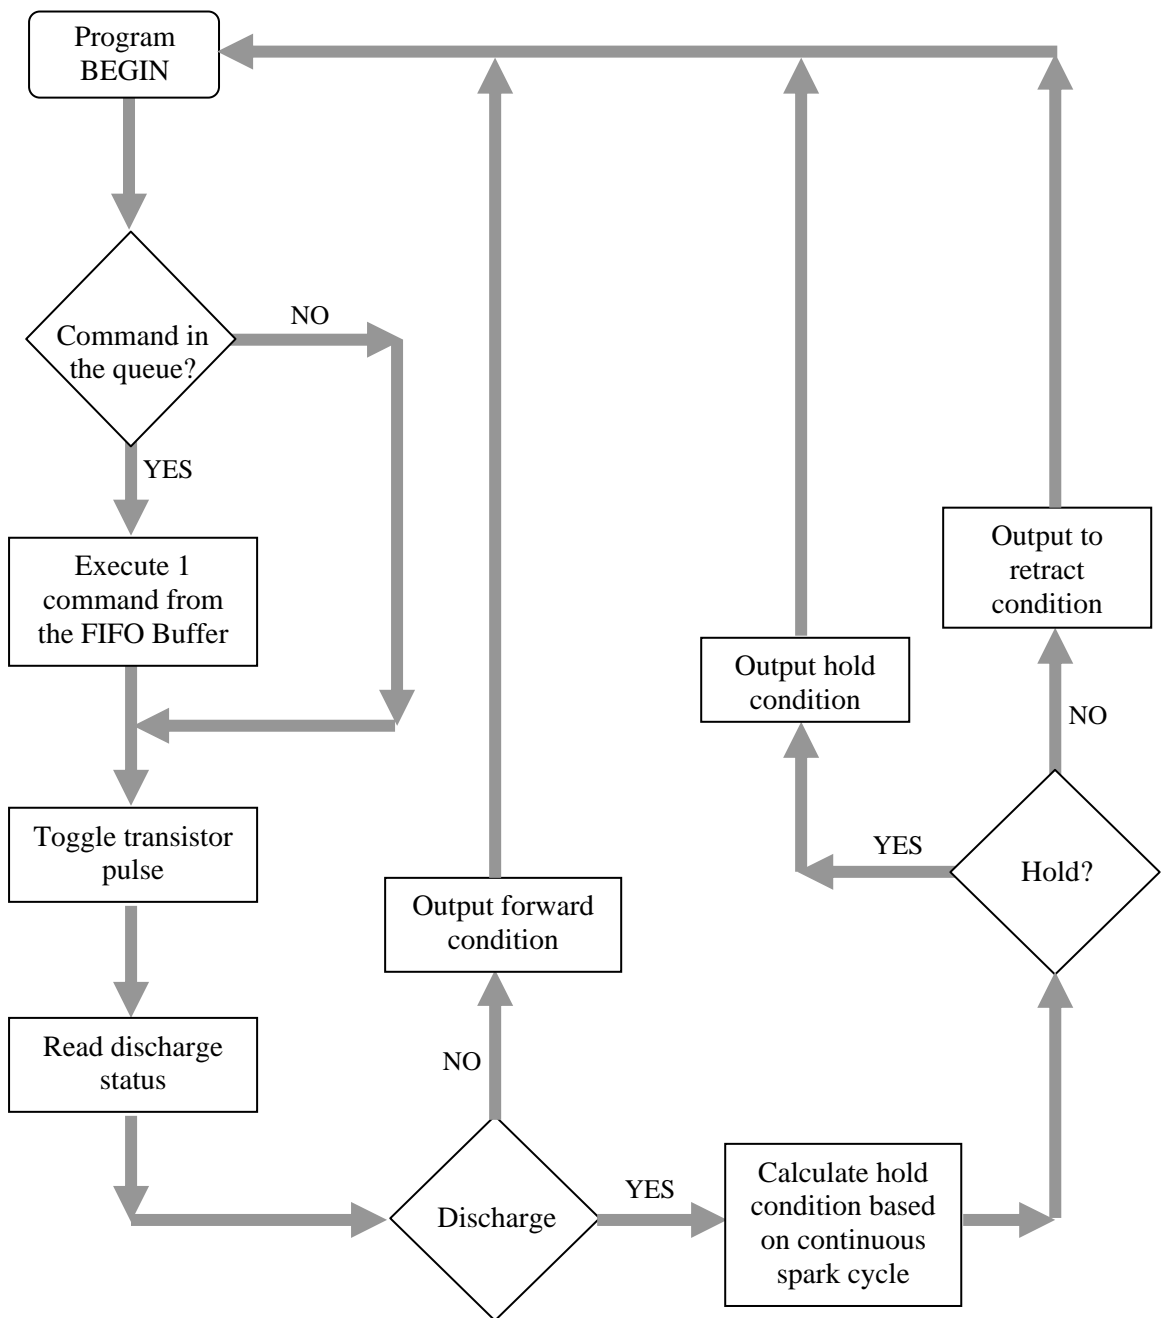 Program
BEGIN
Command in
the queue?
NO
YES
Execute 1
command from
the FIFO Buffer
Toggle transistor
pulse
Read discharge
status
Discharge
NO
Output forward
condition
YES
Calculate hold
condition based
on continuous
spark cycle
Hold?
YES
Output hold
condition
NO
Output to
retract
condition